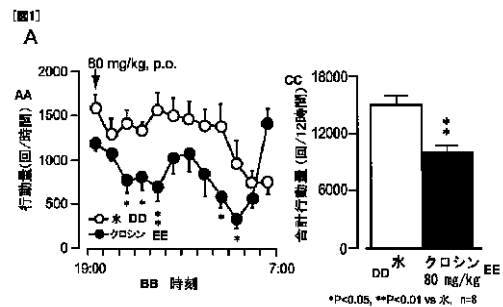 [図1]
A
80 mg/kg, p.o.
AA
行動量(回/時間)
2000
1500
1000
500
0
水 DD
クロシン EE
* * ** * *
19:00
7:00
BB 時刻
CC
合計行動量 (回/12時間)
18000
12000
6000
0
**
DD 水
クロシン EE
80 mg/kg
*P<0.05, **P<0.01 vs 水, n=8